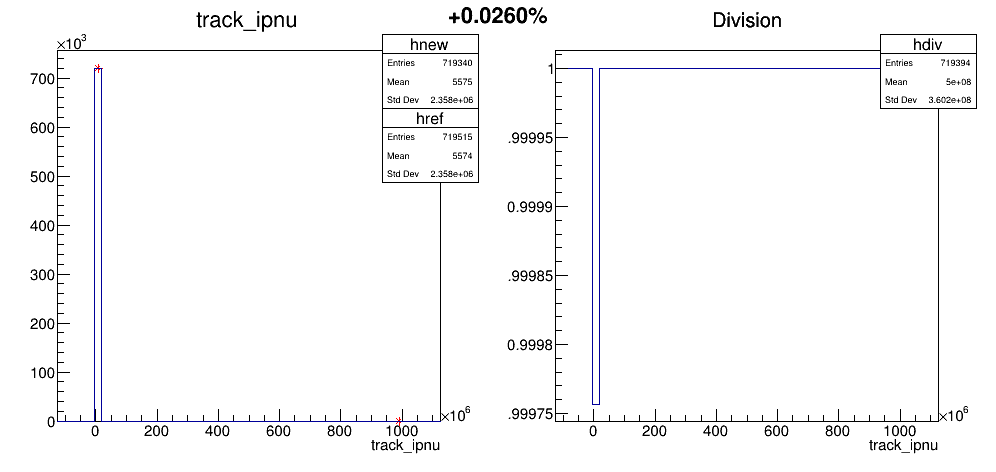 +0.0260%
track_ipnu
×10³
700
600
500
400
300
200
100
0
0 200 400 600 800 1000
×10⁶
track_ipnu
hnew
Entries 719340
Mean 5575
Std Dev 2.358e+06
href
Entries 719515
Mean 5574
Std Dev 2.358e+06
Division
1
.99995
0.9999
.99985
0.9998
.99975
0 200 400 600 800 1000
×10⁶
track_ipnu
hdiv
Entries 719394
Mean 5e+08
Std Dev 3.602e+08